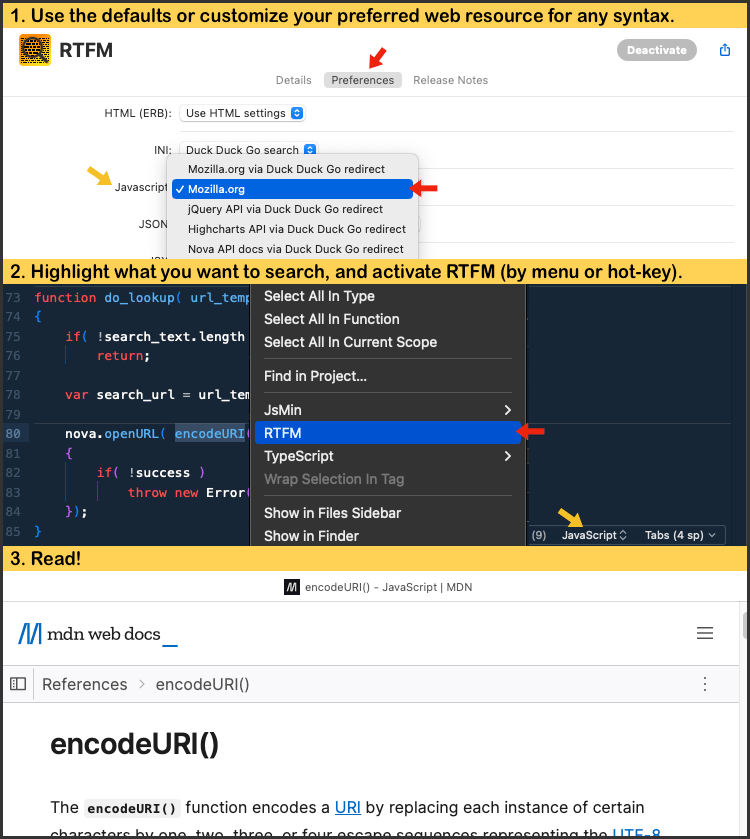 1. Use the defaults or customize your preferred web resource for any syntax.
RTFM
Deactivate
Details Preferences Release Notes
HTML (ERB): Use HTML settings
INI: Duck Duck Go search
Mozilla.org via Duck Duck Go redirect
Javascript ✓ Mozilla.org
jQuery API via Duck Duck Go redirect
JSON Highcharts API via Duck Duck Go redirect
Nova API docs via Duck Duck Go redirect
2. Highlight what you want to search, and activate RTFM (by menu or hot-key).
73 function do_lookup( url_temp
74 {
75 if( !search_text.length
76 return;
77
78 var search_url = url_tem
79
80 nova.openURL( encodeURI(
81 {
82 if( !success )
83 throw new Error(
84 });
85 }
Select All In Type
Select All In Function
Select All In Current Scope
Find in Project...
JsMin
RTFM
TypeScript
Wrap Selection In Tag
Show in Files Sidebar
Show in Finder
(9) JavaScript Tabs (4 sp)
3. Read!
encodeURI() - JavaScript | MDN
mdn web docs_
References > encodeURI()
encodeURI()
The encodeURI() function encodes a URI by replacing each instance of certain
characters by one, two, three, or four escape sequences representing the UTF-8